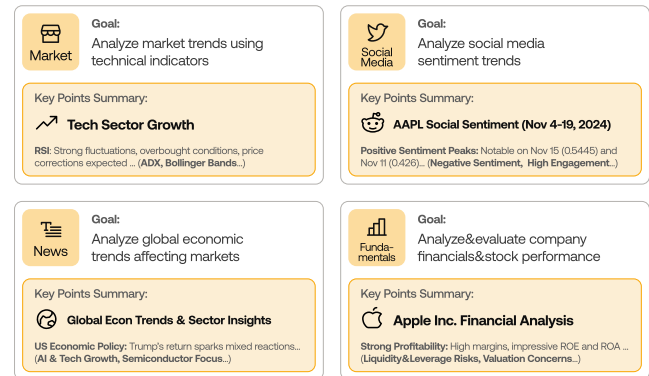 Market
Goal:
Analyze market trends using
technical indicators
Key Points Summary:
Tech Sector Growth
RSI: Strong fluctuations, overbought conditions, price
corrections expected ... (ADX, Bollinger Bands...)
Social
Media
Goal:
Analyze social media
sentiment trends
Key Points Summary:
AAPL Social Sentiment (Nov 4-19, 2024)
Positive Sentiment Peaks: Notable on Nov 15 (0.5445) and
Nov 11 (0.426)... (Negative Sentiment, High Engagement...)
News
Goal:
Analyze global economic
trends affecting markets
Key Points Summary:
Global Econ Trends & Sector Insights
US Economic Policy: Trump's return sparks mixed reactions...
(AI & Tech Growth, Semiconductor Focus...)
Funda-
mentals
Goal:
Analyze&evaluate company
financials&stock performance
Key Points Summary:
Apple Inc. Financial Analysis
Strong Profitability: High margins, impressive ROE and ROA ...
(Liquidity&Leverage Risks, Valuation Concerns...)